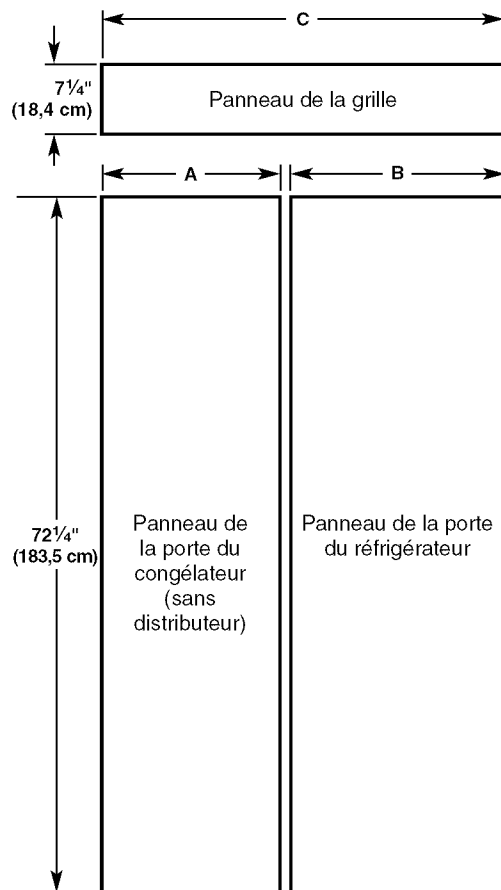 C
7¼"
(18,4 cm)
Panneau de la grille
A
B
72¼"
(183,5 cm)
Panneau de
la porte du
congélateur
(sans
distributeur)
Panneau de la porte
du réfrigérateur